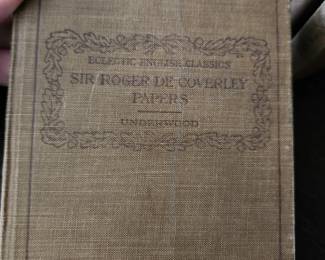 ECLECTIC ENGLISH CLASSICS
SIR ROGER DE COVERLEY
PAPERS
UNDERWOOD